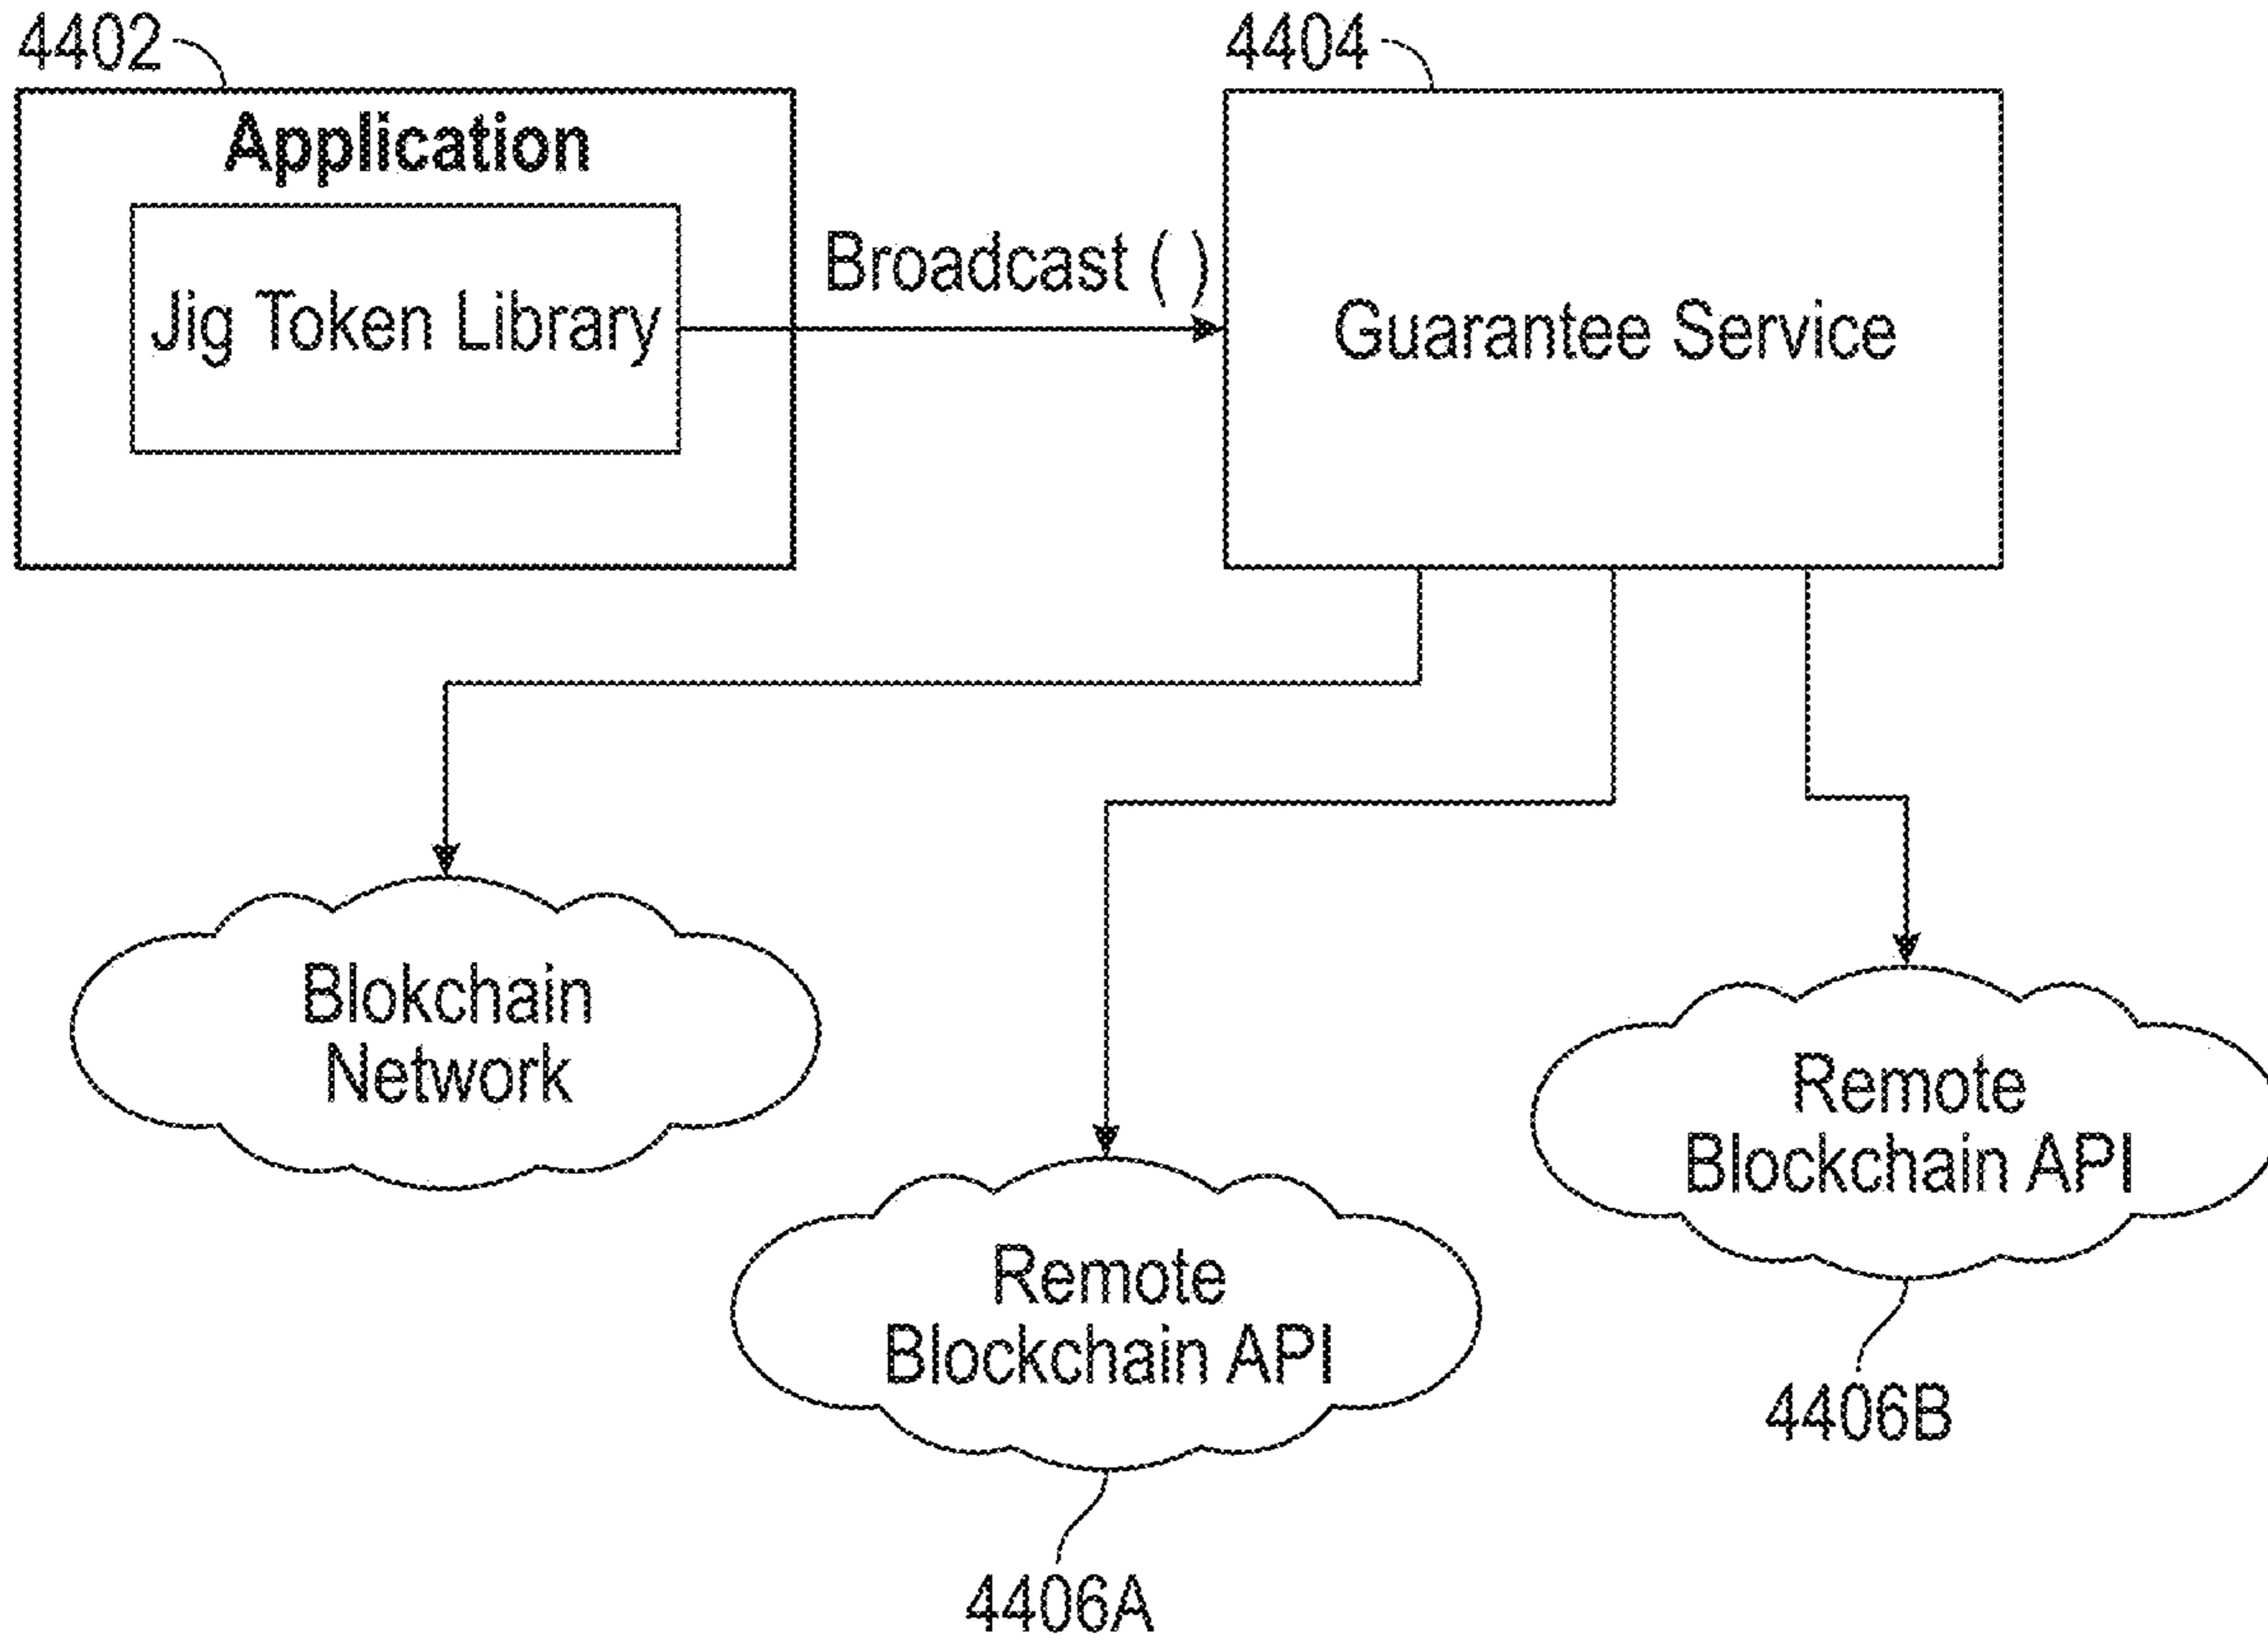 4402
4404
Application
Jig Token Library
Broadcast ( )
Guarantee Service
Blokchain
Network
Remote
Blockchain API
4406B
Remote
Blockchain API
4406A